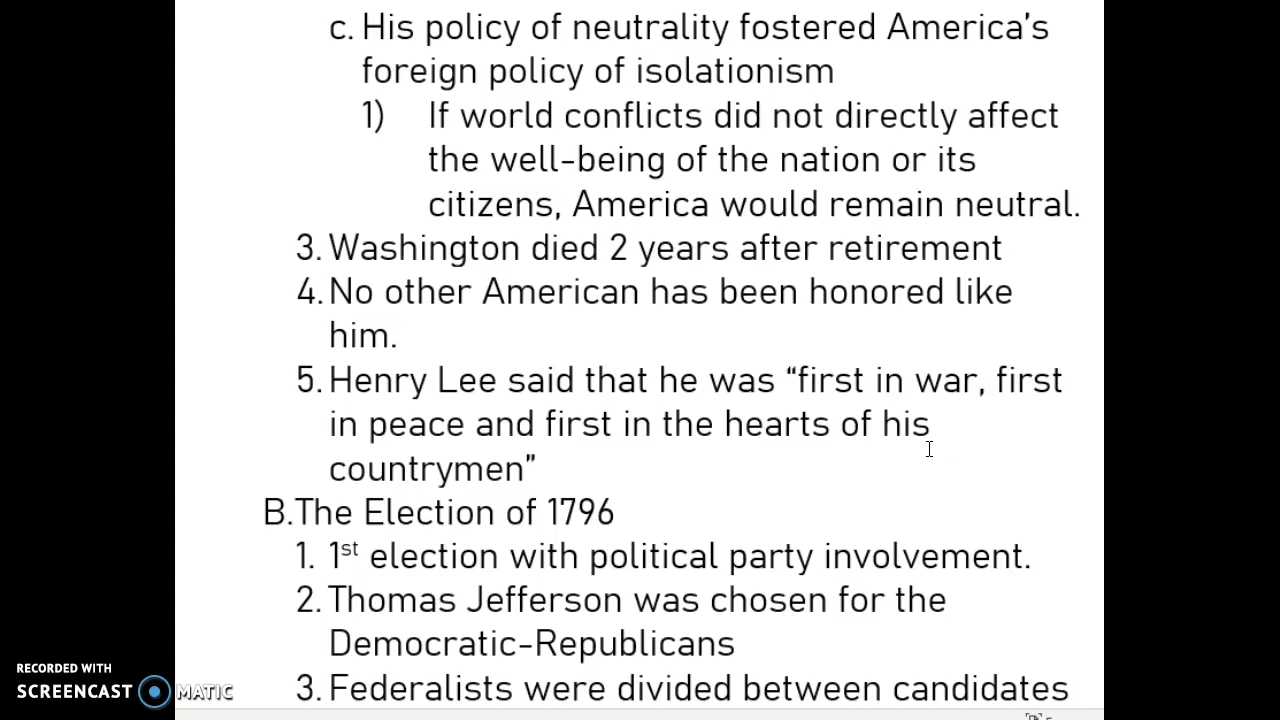 c. His policy of neutrality fostered America's
foreign policy of isolationism
1) If world conflicts did not directly affect
the well-being of the nation or its
citizens, America would remain neutral.
3. Washington died 2 years after retirement
4. No other American has been honored like
him.
5. Henry Lee said that he was “first in war, first
in peace and first in the hearts of his
countrymen”
B. The Election of 1796
1. 1st election with political party involvement.
2. Thomas Jefferson was chosen for the
Democratic-Republicans
3. Federalists were divided between candidates
RECORDED WITH
SCREENCAST MATIC